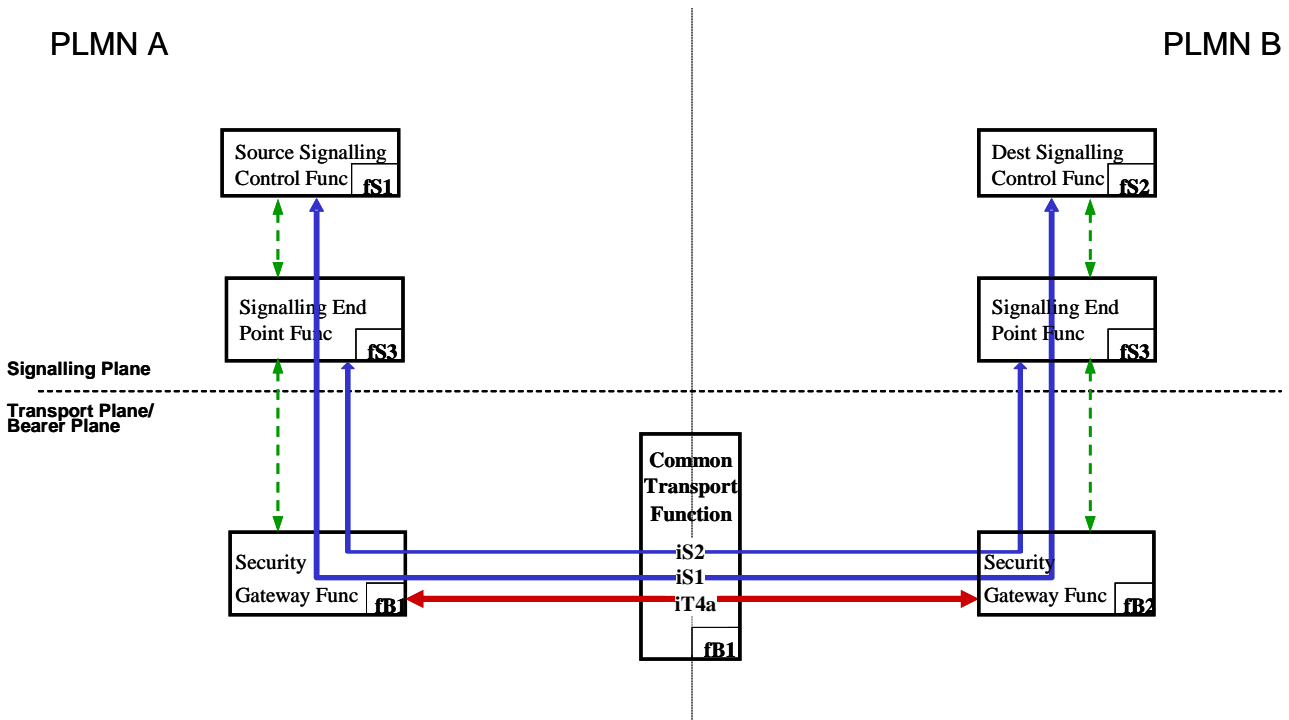 PLMN A
PLMN B
Source Signalling
Control Func
fS1
Dest Signalling
Control Func
fS2
Signalling End
Point Func
fS3
Signalling End
Point Func
fS3
Signalling Plane
Transport Plane/
Bearer Plane
Common
Transport
Function
iS2
iS1
iT4a
fB1
Security
Gateway Func
fB1
Security
Gateway Func
fB2